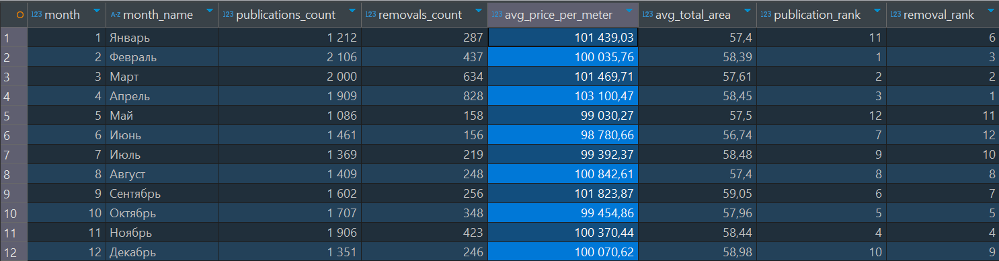 123 month A-Z month_name 123 publications_count 123 removals_count 123 avg_price_per_meter 123 avg_total_area 123 publication_rank 123 removal_rank
1 1 Январь 1 212 287 101 439,03 57,4 11 6
2 2 Февраль 2 106 437 100 035,76 58,39 1 3
3 3 Март 2 000 634 101 469,71 57,61 2 2
4 4 Апрель 1 909 828 103 100,47 58,45 3 1
5 5 Май 1 086 158 99 030,27 57,5 12 11
6 6 Июнь 1 461 156 98 780,66 56,74 7 12
7 7 Июль 1 369 219 99 392,37 58,48 9 10
8 8 Август 1 409 248 100 842,61 57,4 8 8
9 9 Сентябрь 1 602 256 101 823,87 59,05 6 7
10 10 Октябрь 1 707 348 99 454,86 57,96 5 5
11 11 Ноябрь 1 906 423 100 370,44 58,44 4 4
12 12 Декабрь 1 351 246 100 070,62 58,98 10 9